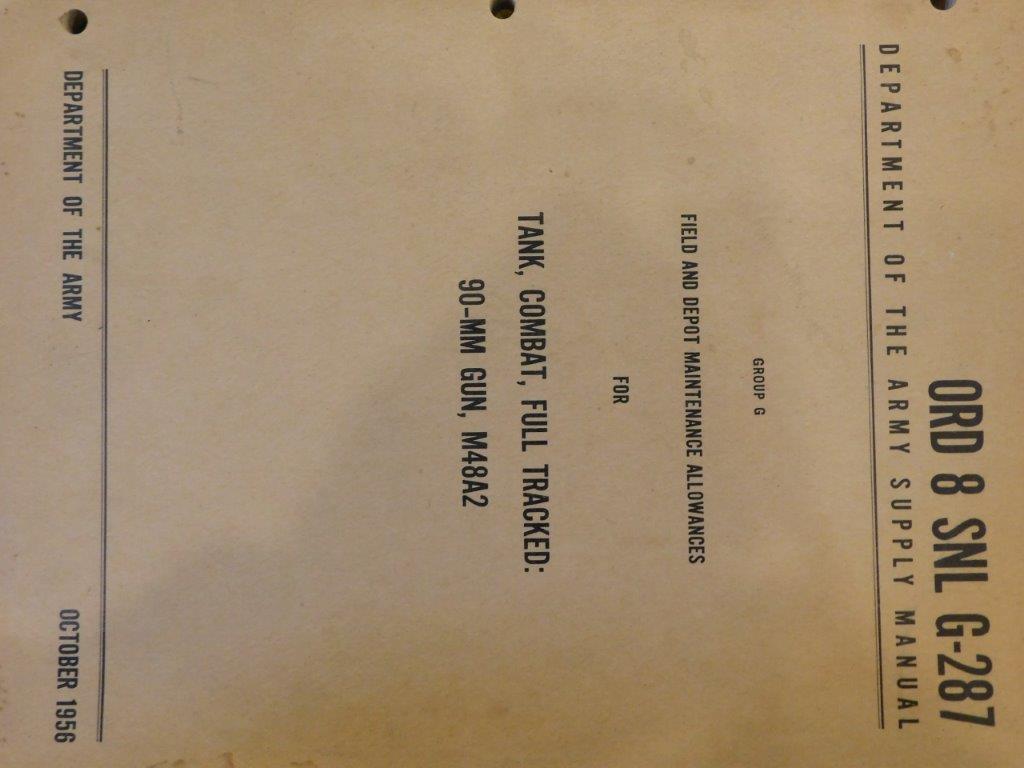 ORD 8 SNL G-287
DEPARTMENT OF THE ARMY SUPPLY MANUAL
GROUP G
FIELD AND DEPOT MAINTENANCE ALLOWANCES
FOR
TANK, COMBAT, FULL TRACKED:
90-MM GUN, M48A2
DEPARTMENT OF THE ARMY OCTOBER 1956